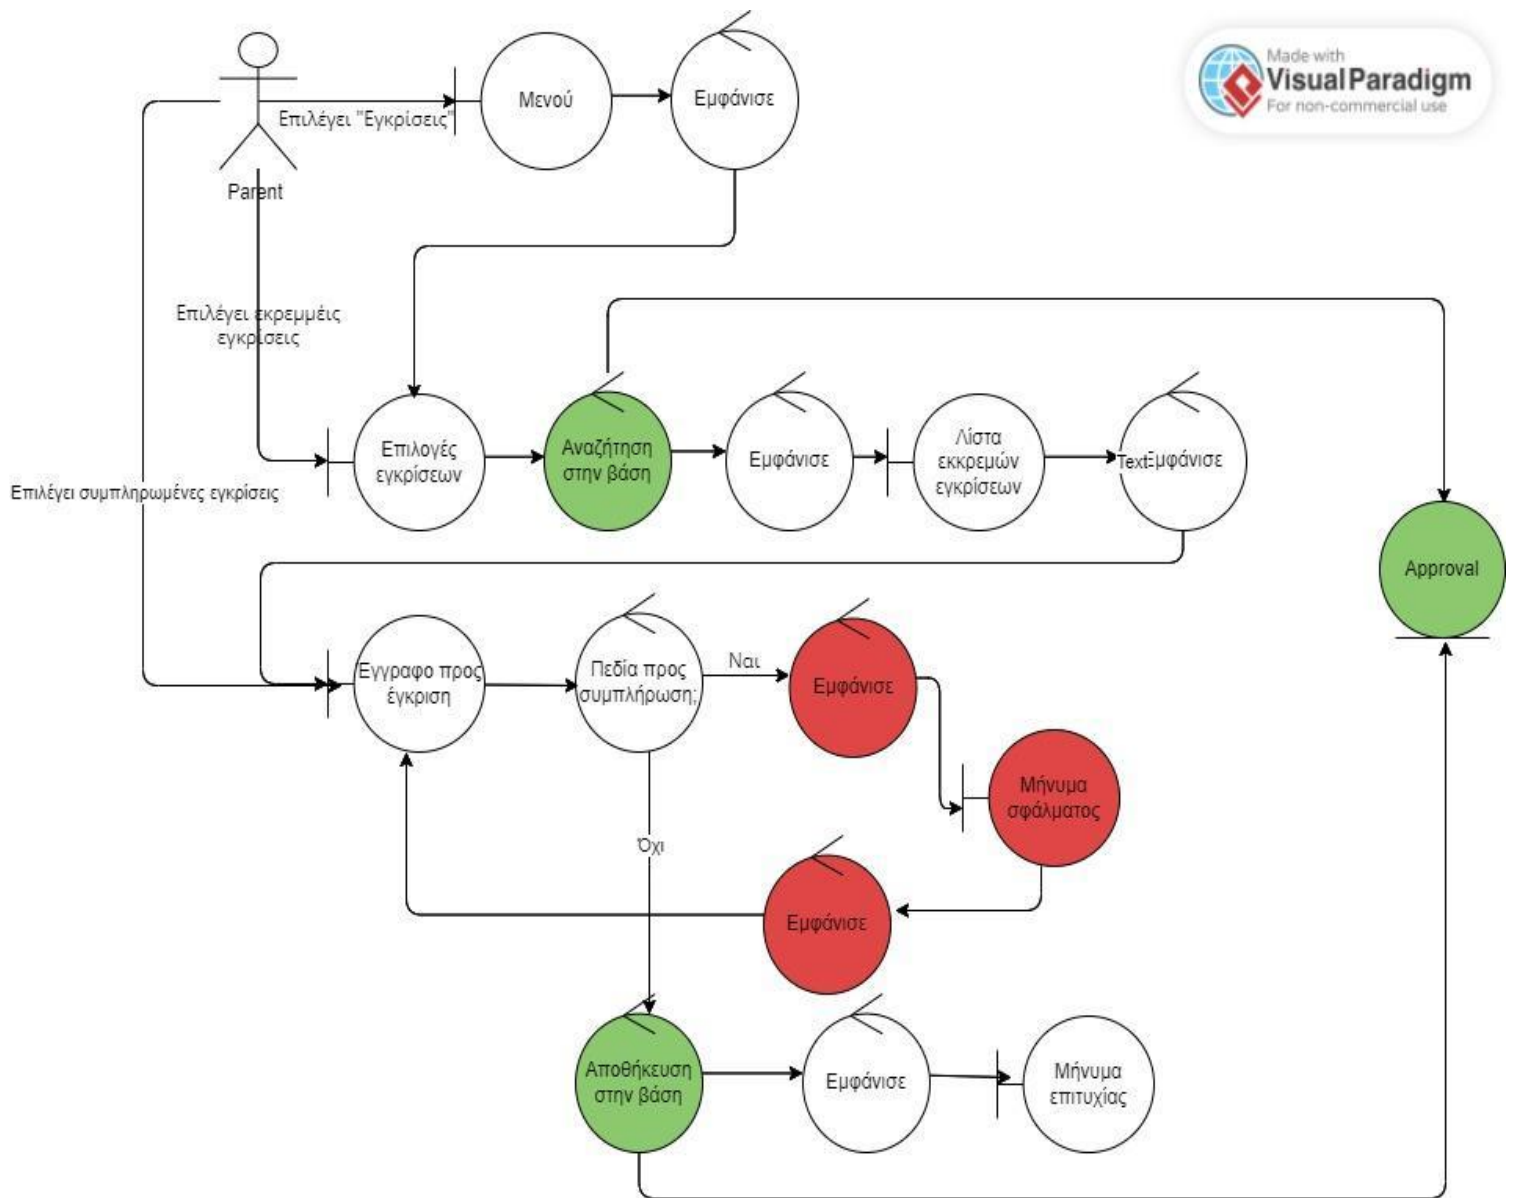 Made with
Visual Paradigm
For non-commercial use
Μενού
Εμφάνισε
Επιλέγει "Εγκρίσεις"
Parent
Επιλέγει εκρεμμέις
εγκρίσεις
Επιλογές
εγκρίσεων
Αναζήτηση
στην βάση
Εμφάνισε
Λίστα
εκκρεμών
εγκρίσεων
Text
Εμφάνισε
Επιλέγει συμπληρωμένες εγκρίσεις
Approval
Εγγραφο προς
έγκριση
Πεδία προς
συμπλήρωση;
Ναι
Εμφάνισε
Μήνυμα
σφάλματος
Όχι
Εμφάνισε
Αποθήκευση
στην βάση
Εμφάνισε
Μήνυμα
επιτυχίας